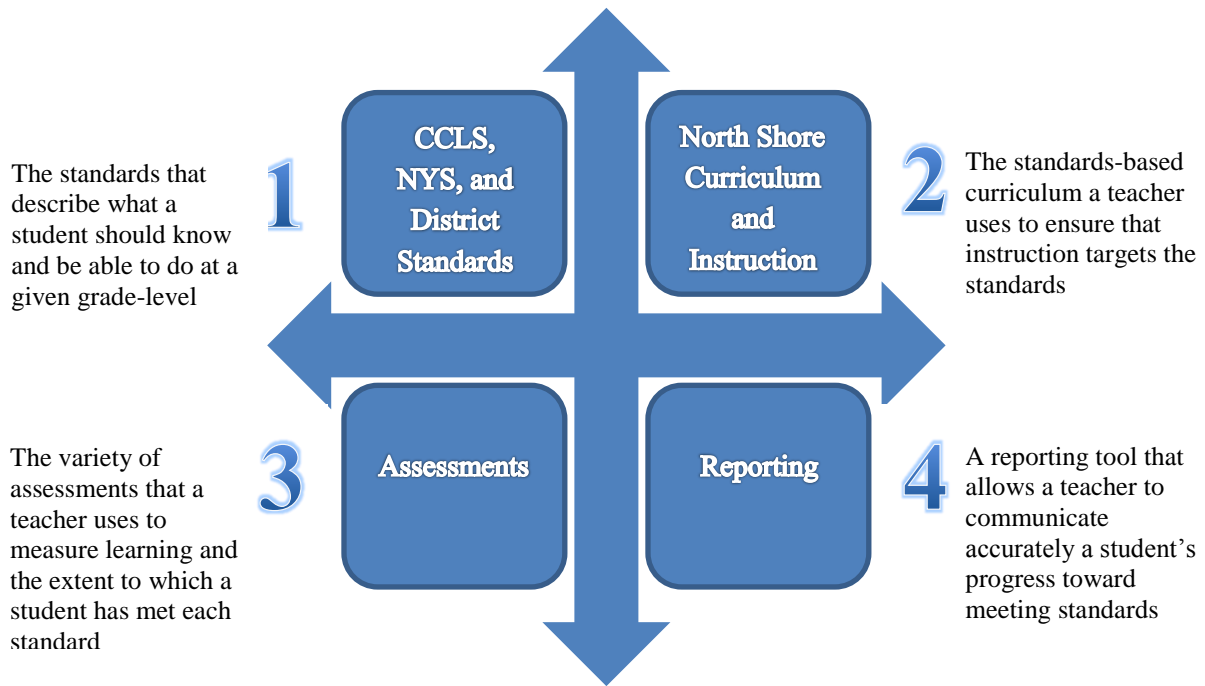 The standards that
describe what a
student should know
and be able to do at a
given grade-level
1
CCLS,
NYS, and
District
Standards
North Shore
Curriculum
and
Instruction
2
The standards-based
curriculum a teacher
uses to ensure that
instruction targets the
standards
The variety of
assessments that a
teacher uses to
measure learning and
the extent to which a
student has met each
standard
3
Assessments
Reporting
4
A reporting tool that
allows a teacher to
communicate
accurately a student’s
progress toward
meeting standards